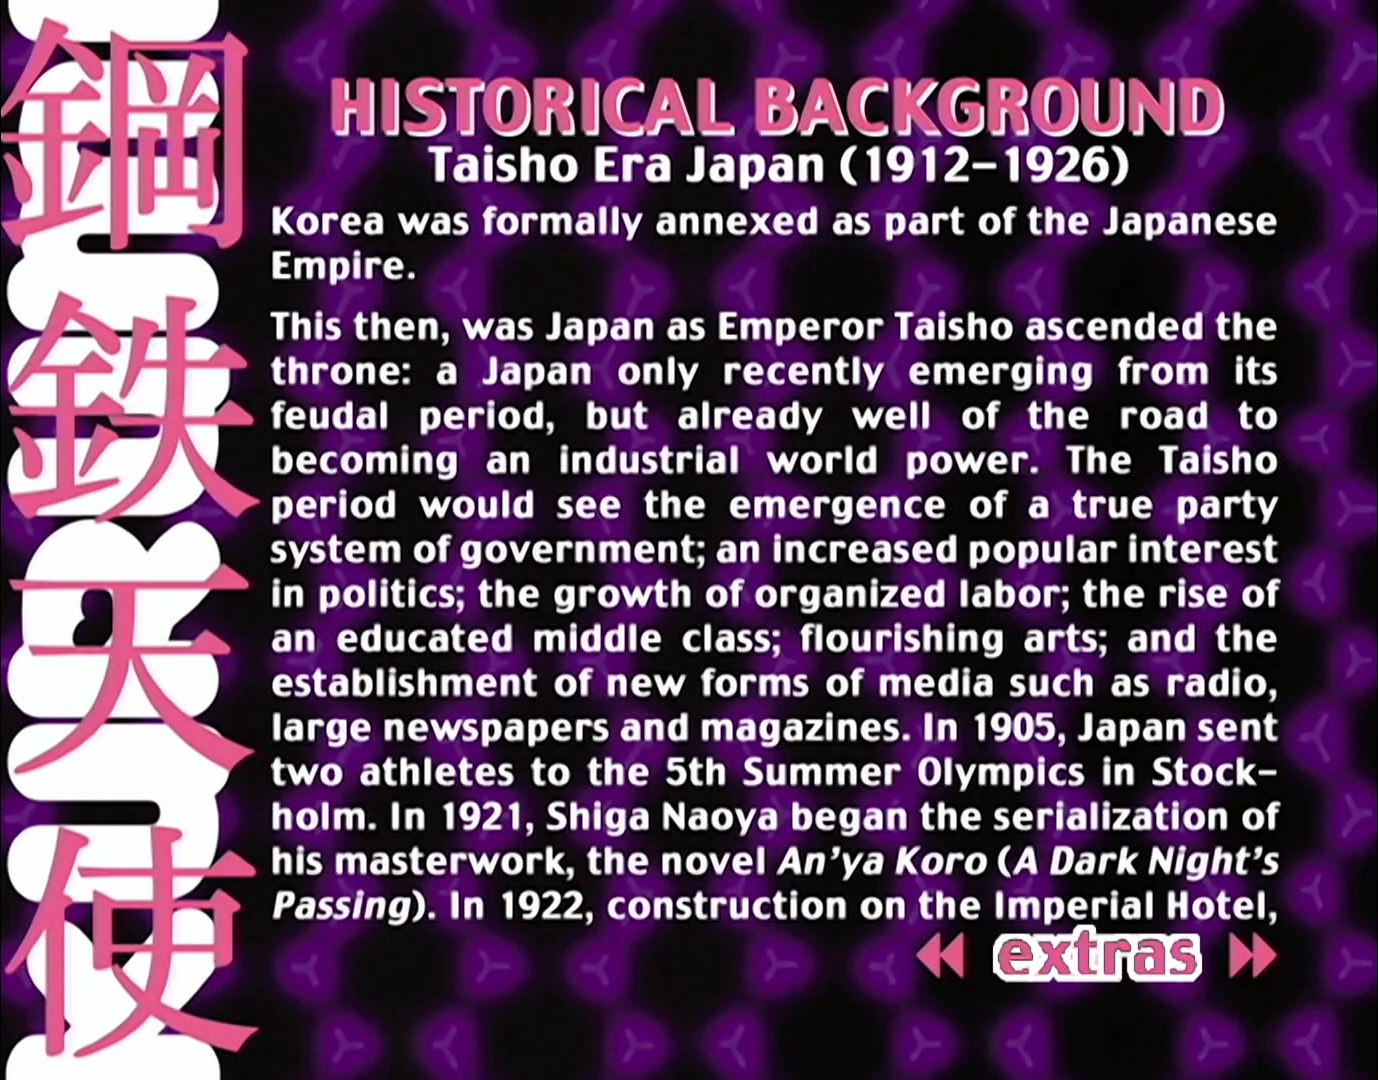 鋼鉄天使
HISTORICAL BACKGROUND
Taisho Era Japan (1912-1926)
Korea was formally annexed as part of the Japanese
Empire.
This then, was Japan as Emperor Taisho ascended the
throne: a Japan only recently emerging from its
feudal period, but already well of the road to
becoming an industrial world power. The Taisho
period would see the emergence of a true party
system of government; an increased popular interest
in politics; the growth of organized labor; the rise of
an educated middle class; flourishing arts; and the
establishment of new forms of media such as radio,
large newspapers and magazines. In 1905, Japan sent
two athletes to the 5th Summer Olympics in Stock-
holm. In 1921, Shiga Naoya began the serialization of
his masterwork, the novel An'ya Koro (A Dark Night's
Passing). In 1922, construction on the Imperial Hotel,
extras